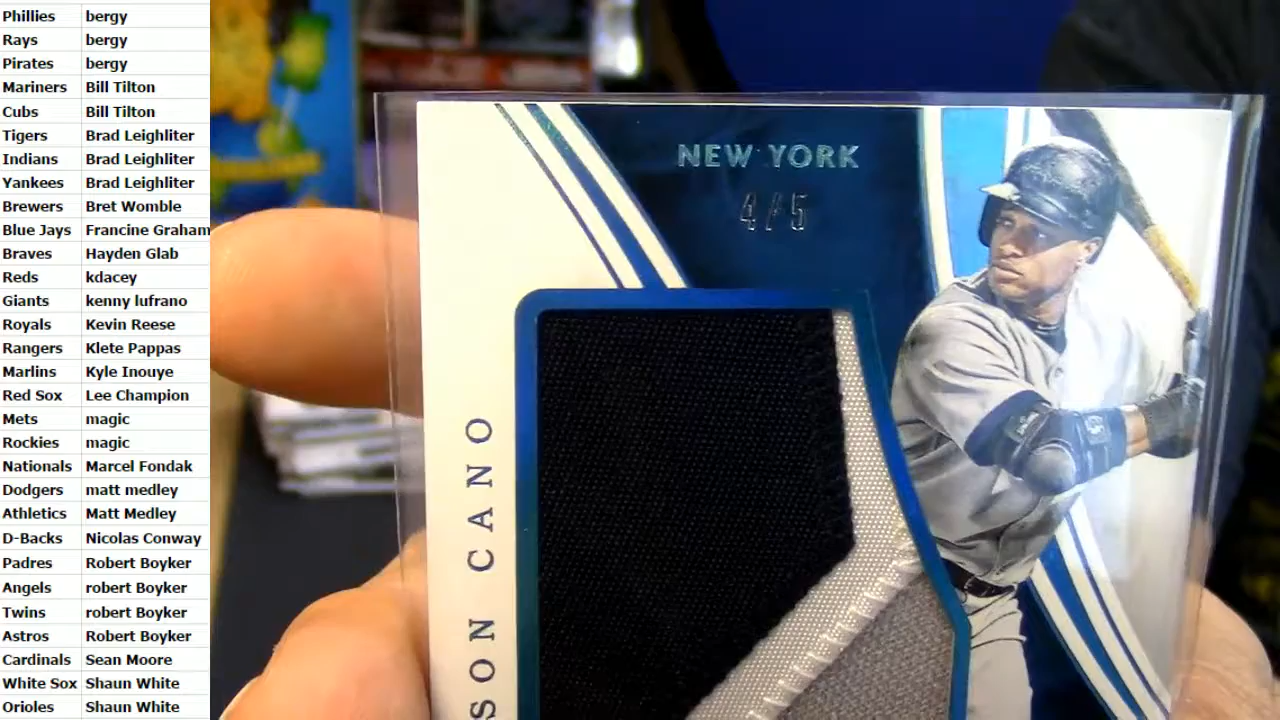 Phillies bergy
Rays bergy
Pirates bergy
Mariners Bill Tilton
Cubs Bill Tilton
Tigers Brad Leighliter
Indians Brad Leighliter
Yankees Brad Leighliter
Brewers Bret Womble
Blue Jays Francine Graham
Braves Hayden Glab
Reds kdacey
Giants kenny lufrano
Royals Kevin Reese
Rangers Klete Pappas
Marlins Kyle Inouye
Red Sox Lee Champion
Mets magic
Rockies magic
Nationals Marcel Fondak
Dodgers matt medley
Athletics Matt Medley
D-Backs Nicolas Conway
Padres Robert Boyker
Angels robert Boyker
Twins robert Boyker
Astros Robert Boyker
Cardinals Sean Moore
White Sox Shaun White
Orioles Shaun White
NEW YORK
4/5
SON CANO